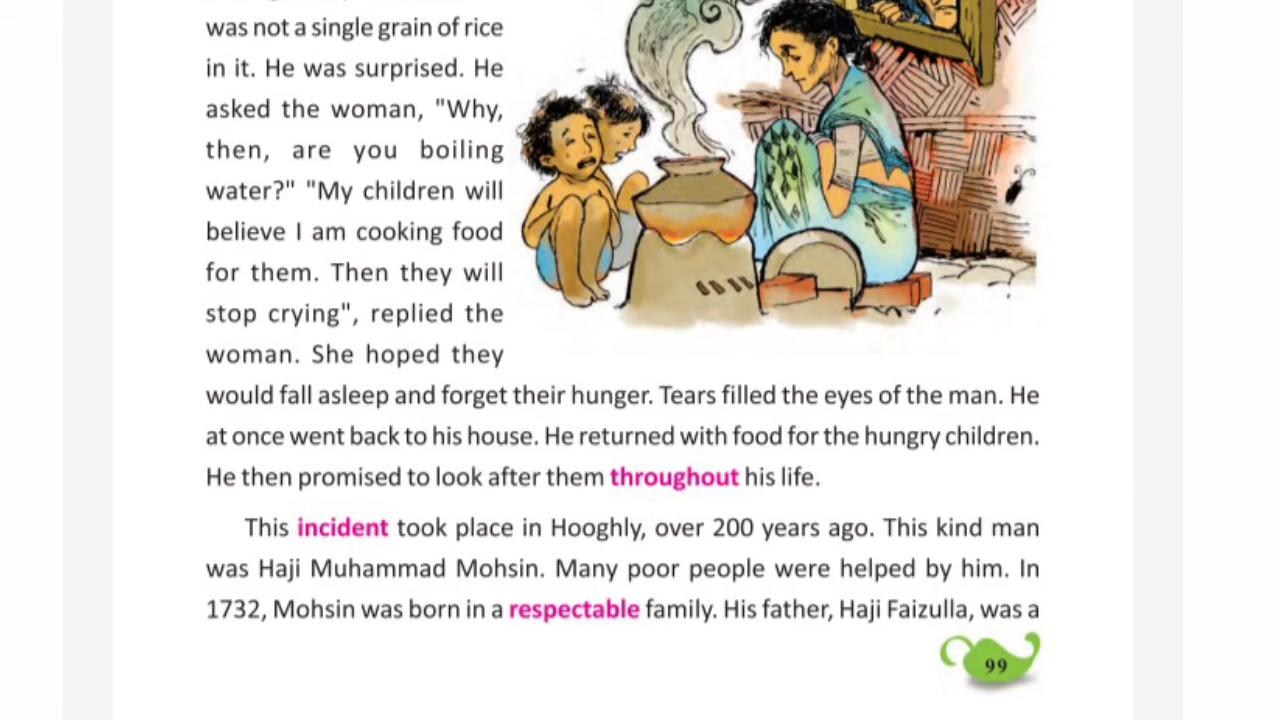 was not a single grain of rice
in it. He was surprised. He
asked the woman, "Why,
then, are you boiling
water?" "My children will
believe I am cooking food
for them. Then they will
stop crying", replied the
woman. She hoped they
would fall asleep and forget their hunger. Tears filled the eyes of the man. He
at once went back to his house. He returned with food for the hungry children.
He then promised to look after them throughout his life.
This incident took place in Hooghly, over 200 years ago. This kind man
was Haji Muhammad Mohsin. Many poor people were helped by him. In
1732, Mohsin was born in a respectable family. His father, Haji Faizulla, was a
99